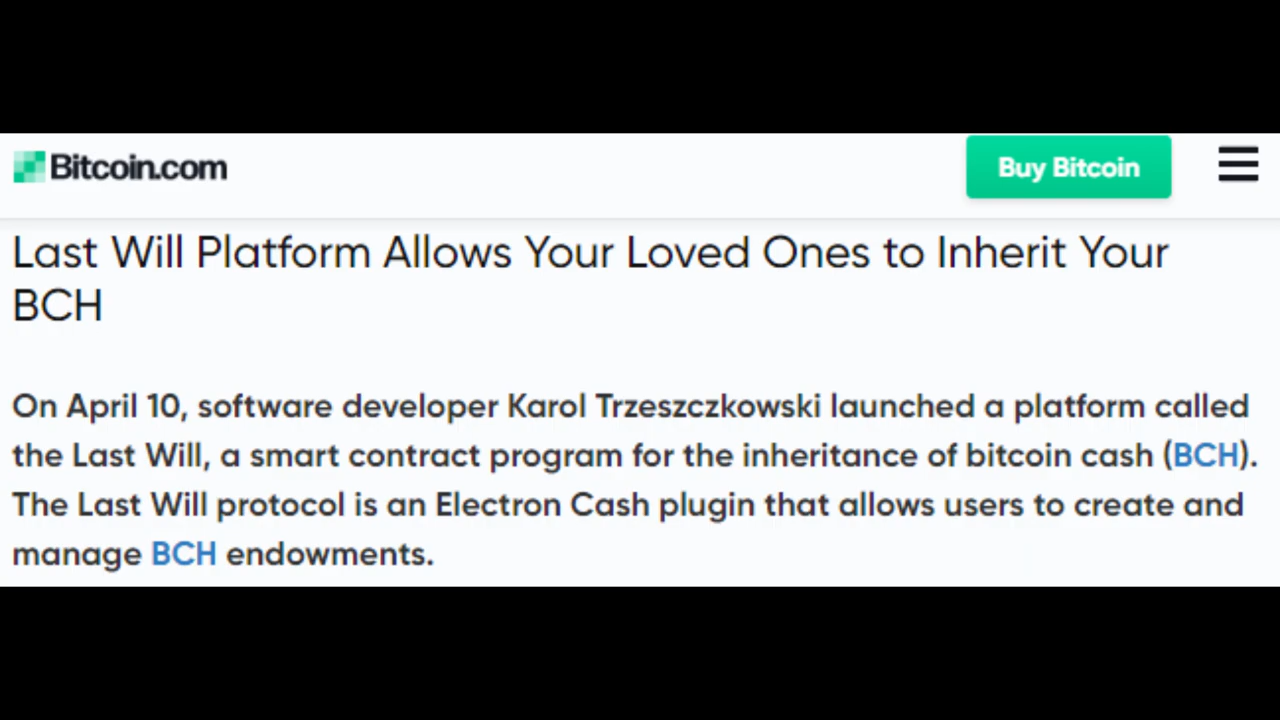 Bitcoin.com
Buy Bitcoin
Last Will Platform Allows Your Loved Ones to Inherit Your
BCH
On April 10, software developer Karol Trzeszczkowski launched a platform called
the Last Will, a smart contract program for the inheritance of bitcoin cash (BCH).
The Last Will protocol is an Electron Cash plugin that allows users to create and
manage BCH endowments.